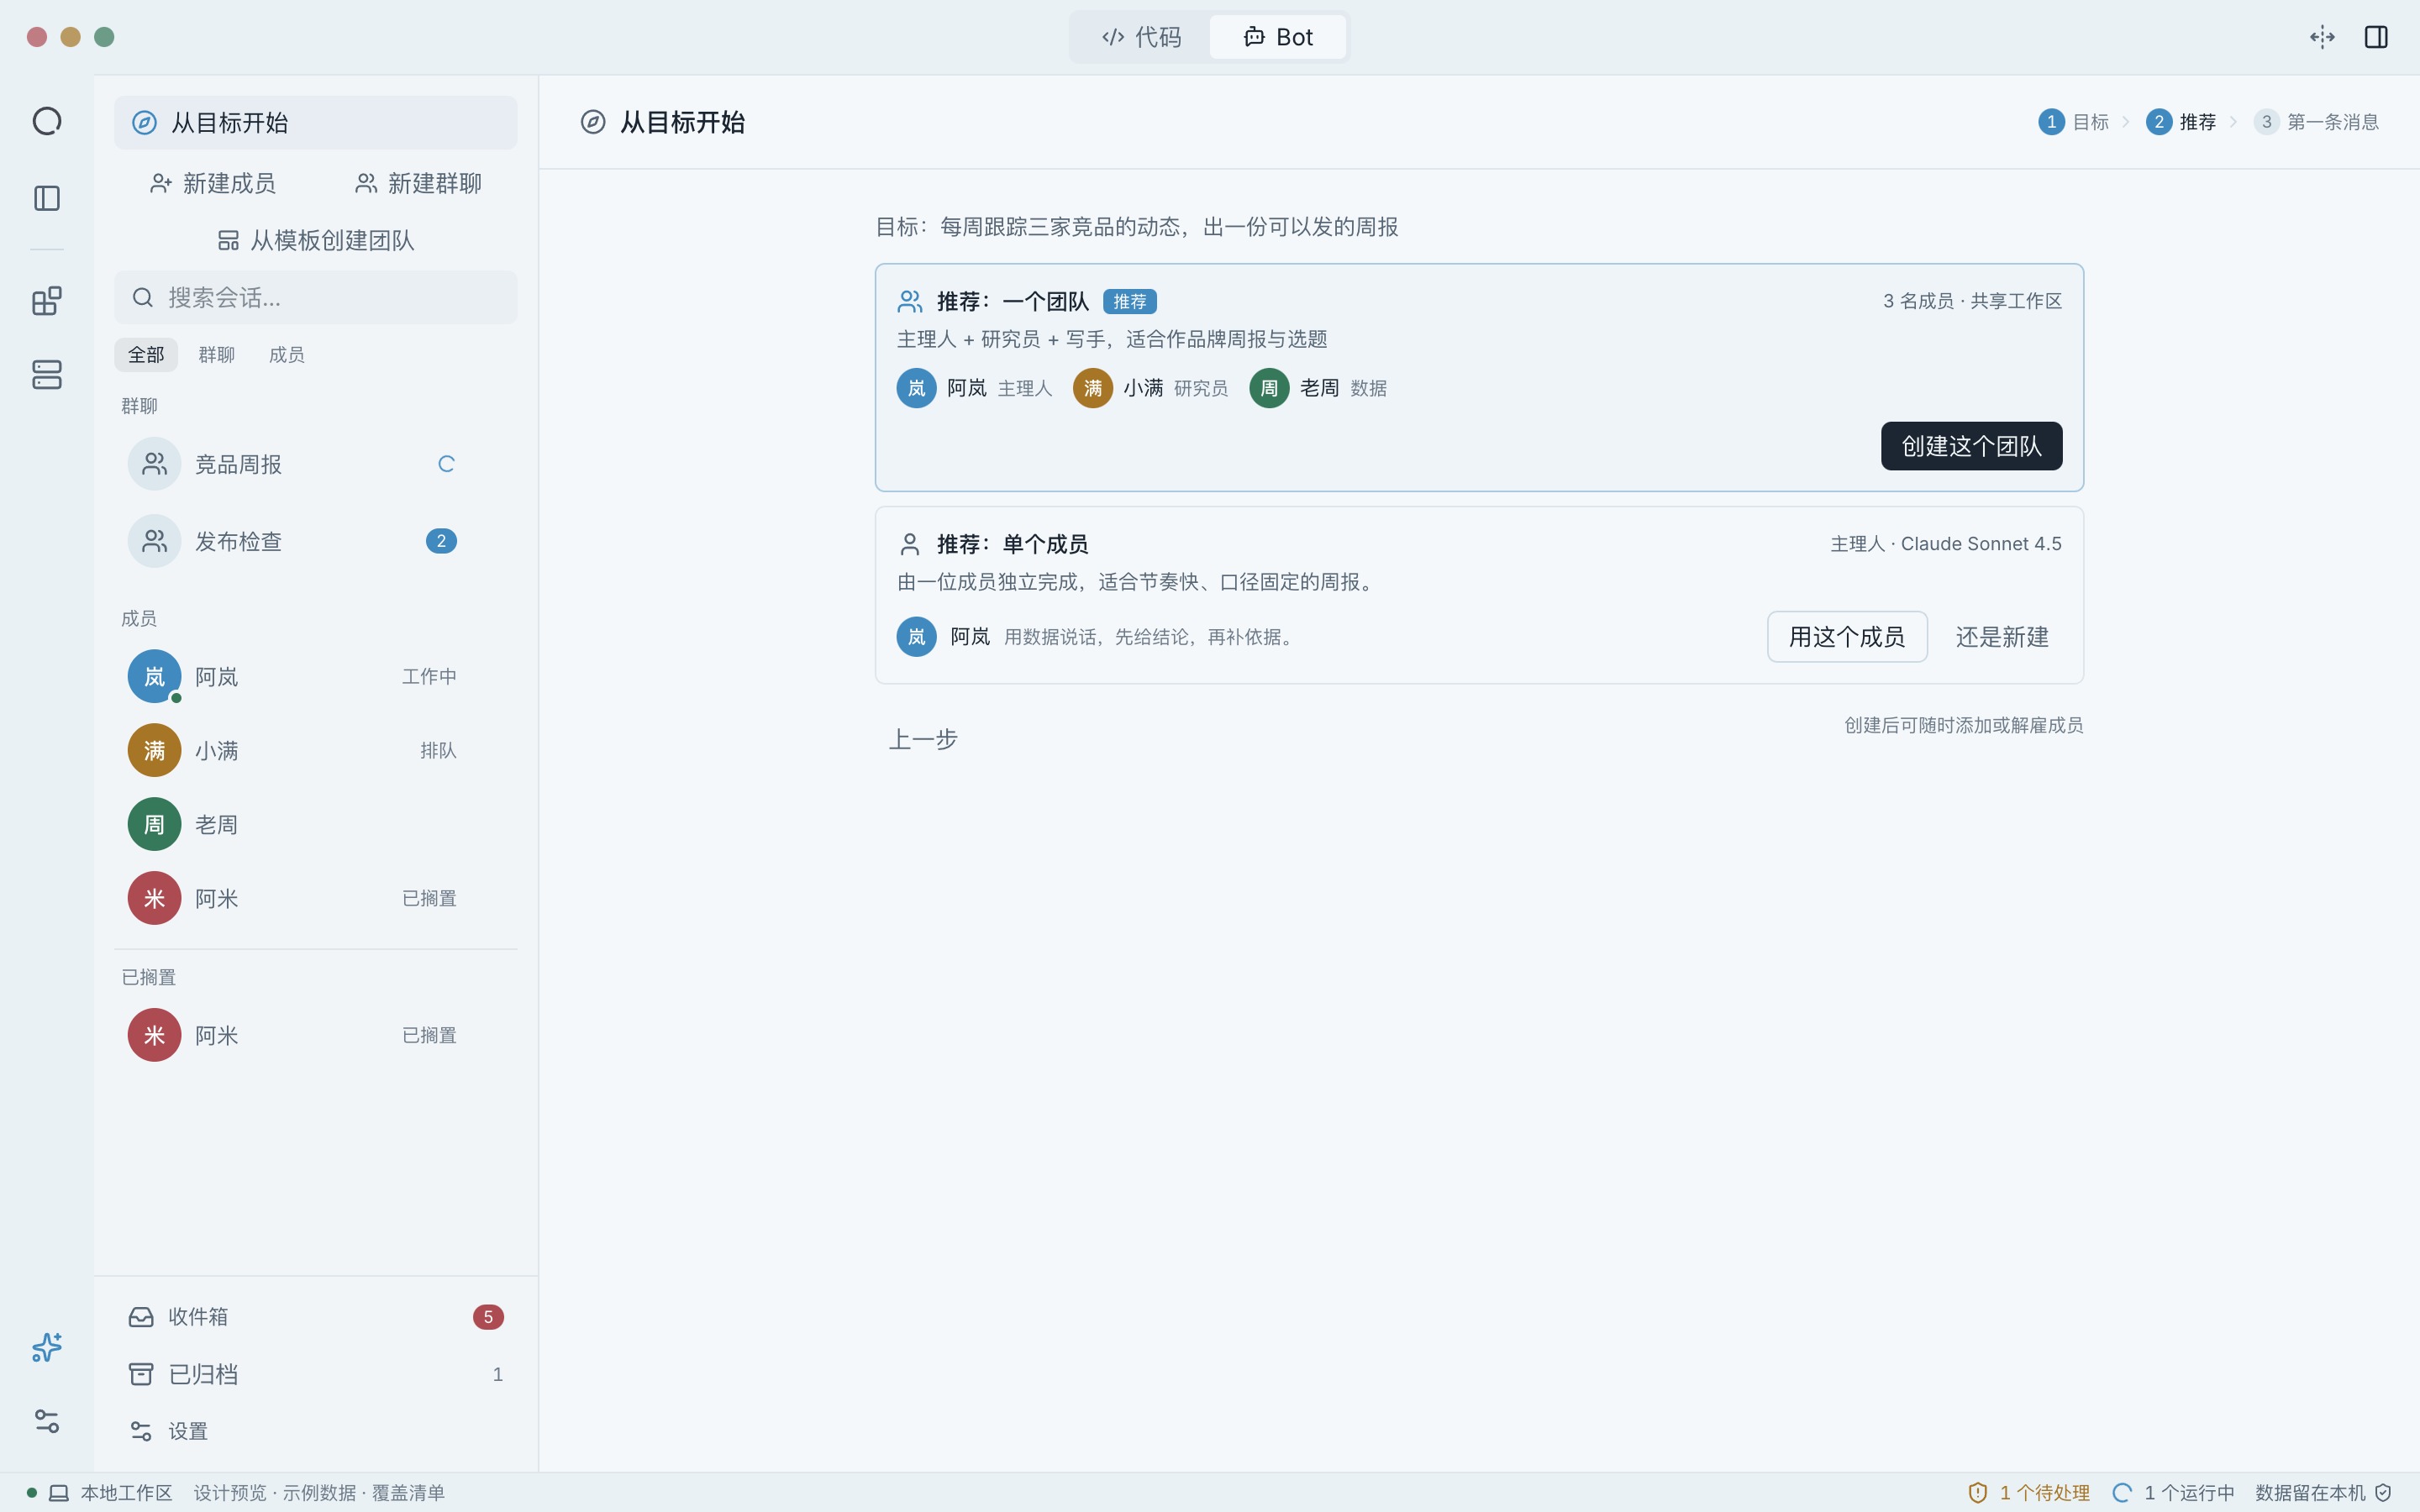 代码 Bot
从目标开始
新建成员 新建群聊
从模板创建团队
搜索会话...
全部 群聊 成员
群聊
竞品周报
发布检查 2
成员
岚 阿岚 工作中
满 小满 排队
周 老周
米 阿米 已搁置
已搁置
米 阿米 已搁置
收件箱 5
已归档 1
设置
从目标开始
1 目标 2 推荐 3 第一条消息
目标：每周跟踪三家竞品的动态，出一份可以发的周报
推荐：一个团队 推荐 3 名成员 · 共享工作区
主理人 + 研究员 + 写手，适合作品牌周报与选题
岚 阿岚 主理人 满 小满 研究员 周 老周 数据
创建这个团队
推荐：单个成员 主理人 · Claude Sonnet 4.5
由一位成员独立完成，适合节奏快、口径固定的周报。
岚 阿岚 用数据说话，先给结论，再补依据。 用这个成员 还是新建
上一步 创建后可随时添加或解雇成员
本地工作区 设计预览 · 示例数据 · 覆盖清单 1 个待处理 1 个运行中 数据留在本机